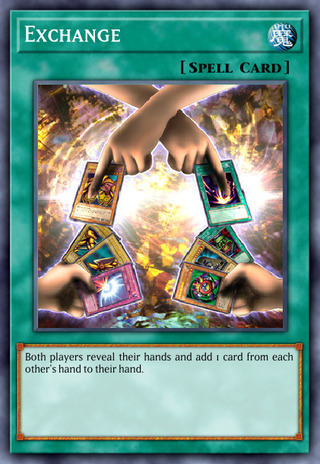 Exchange
魔
[Spell Card]
Both players reveal their hands and add 1 card from each
other's hand to their hand.